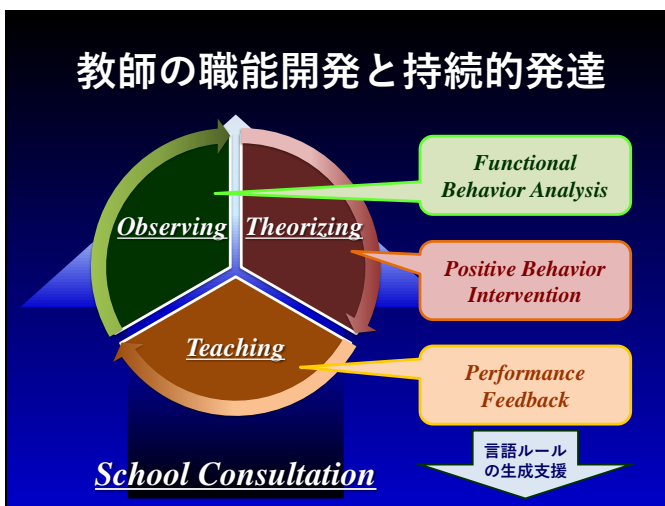 教師の職能開発と持続的発達
Observing
Theorizing
Teaching
Functional
Behavior Analysis
Positive Behavior
Intervention
Performance
Feedback
School Consultation
言語ルール
の生成支援